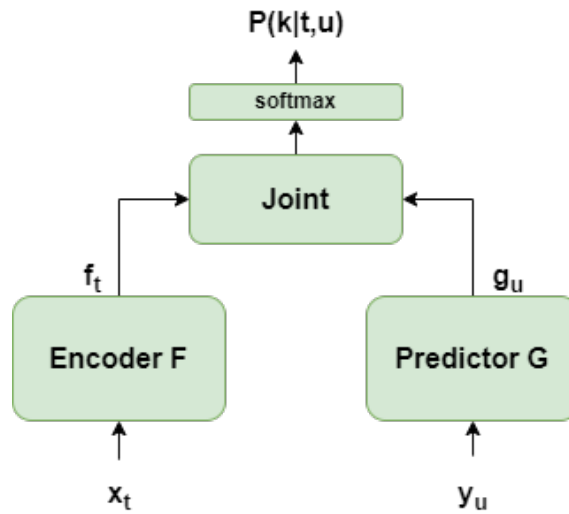 P(k|t,u)
softmax
Joint
f_t
g_u
Encoder F
Predictor G
x_t
y_u